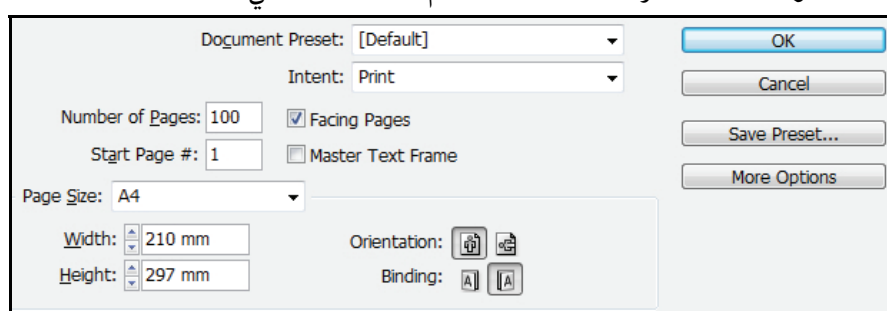 Document Preset: [Default]
OK
Intent: Print
Cancel
Number of Pages: 100
Facing Pages
Save Preset...
Start Page #: 1
Master Text Frame
More Options
Page Size: A4
Width: 210 mm
Orientation:
Height: 297 mm
Binding: